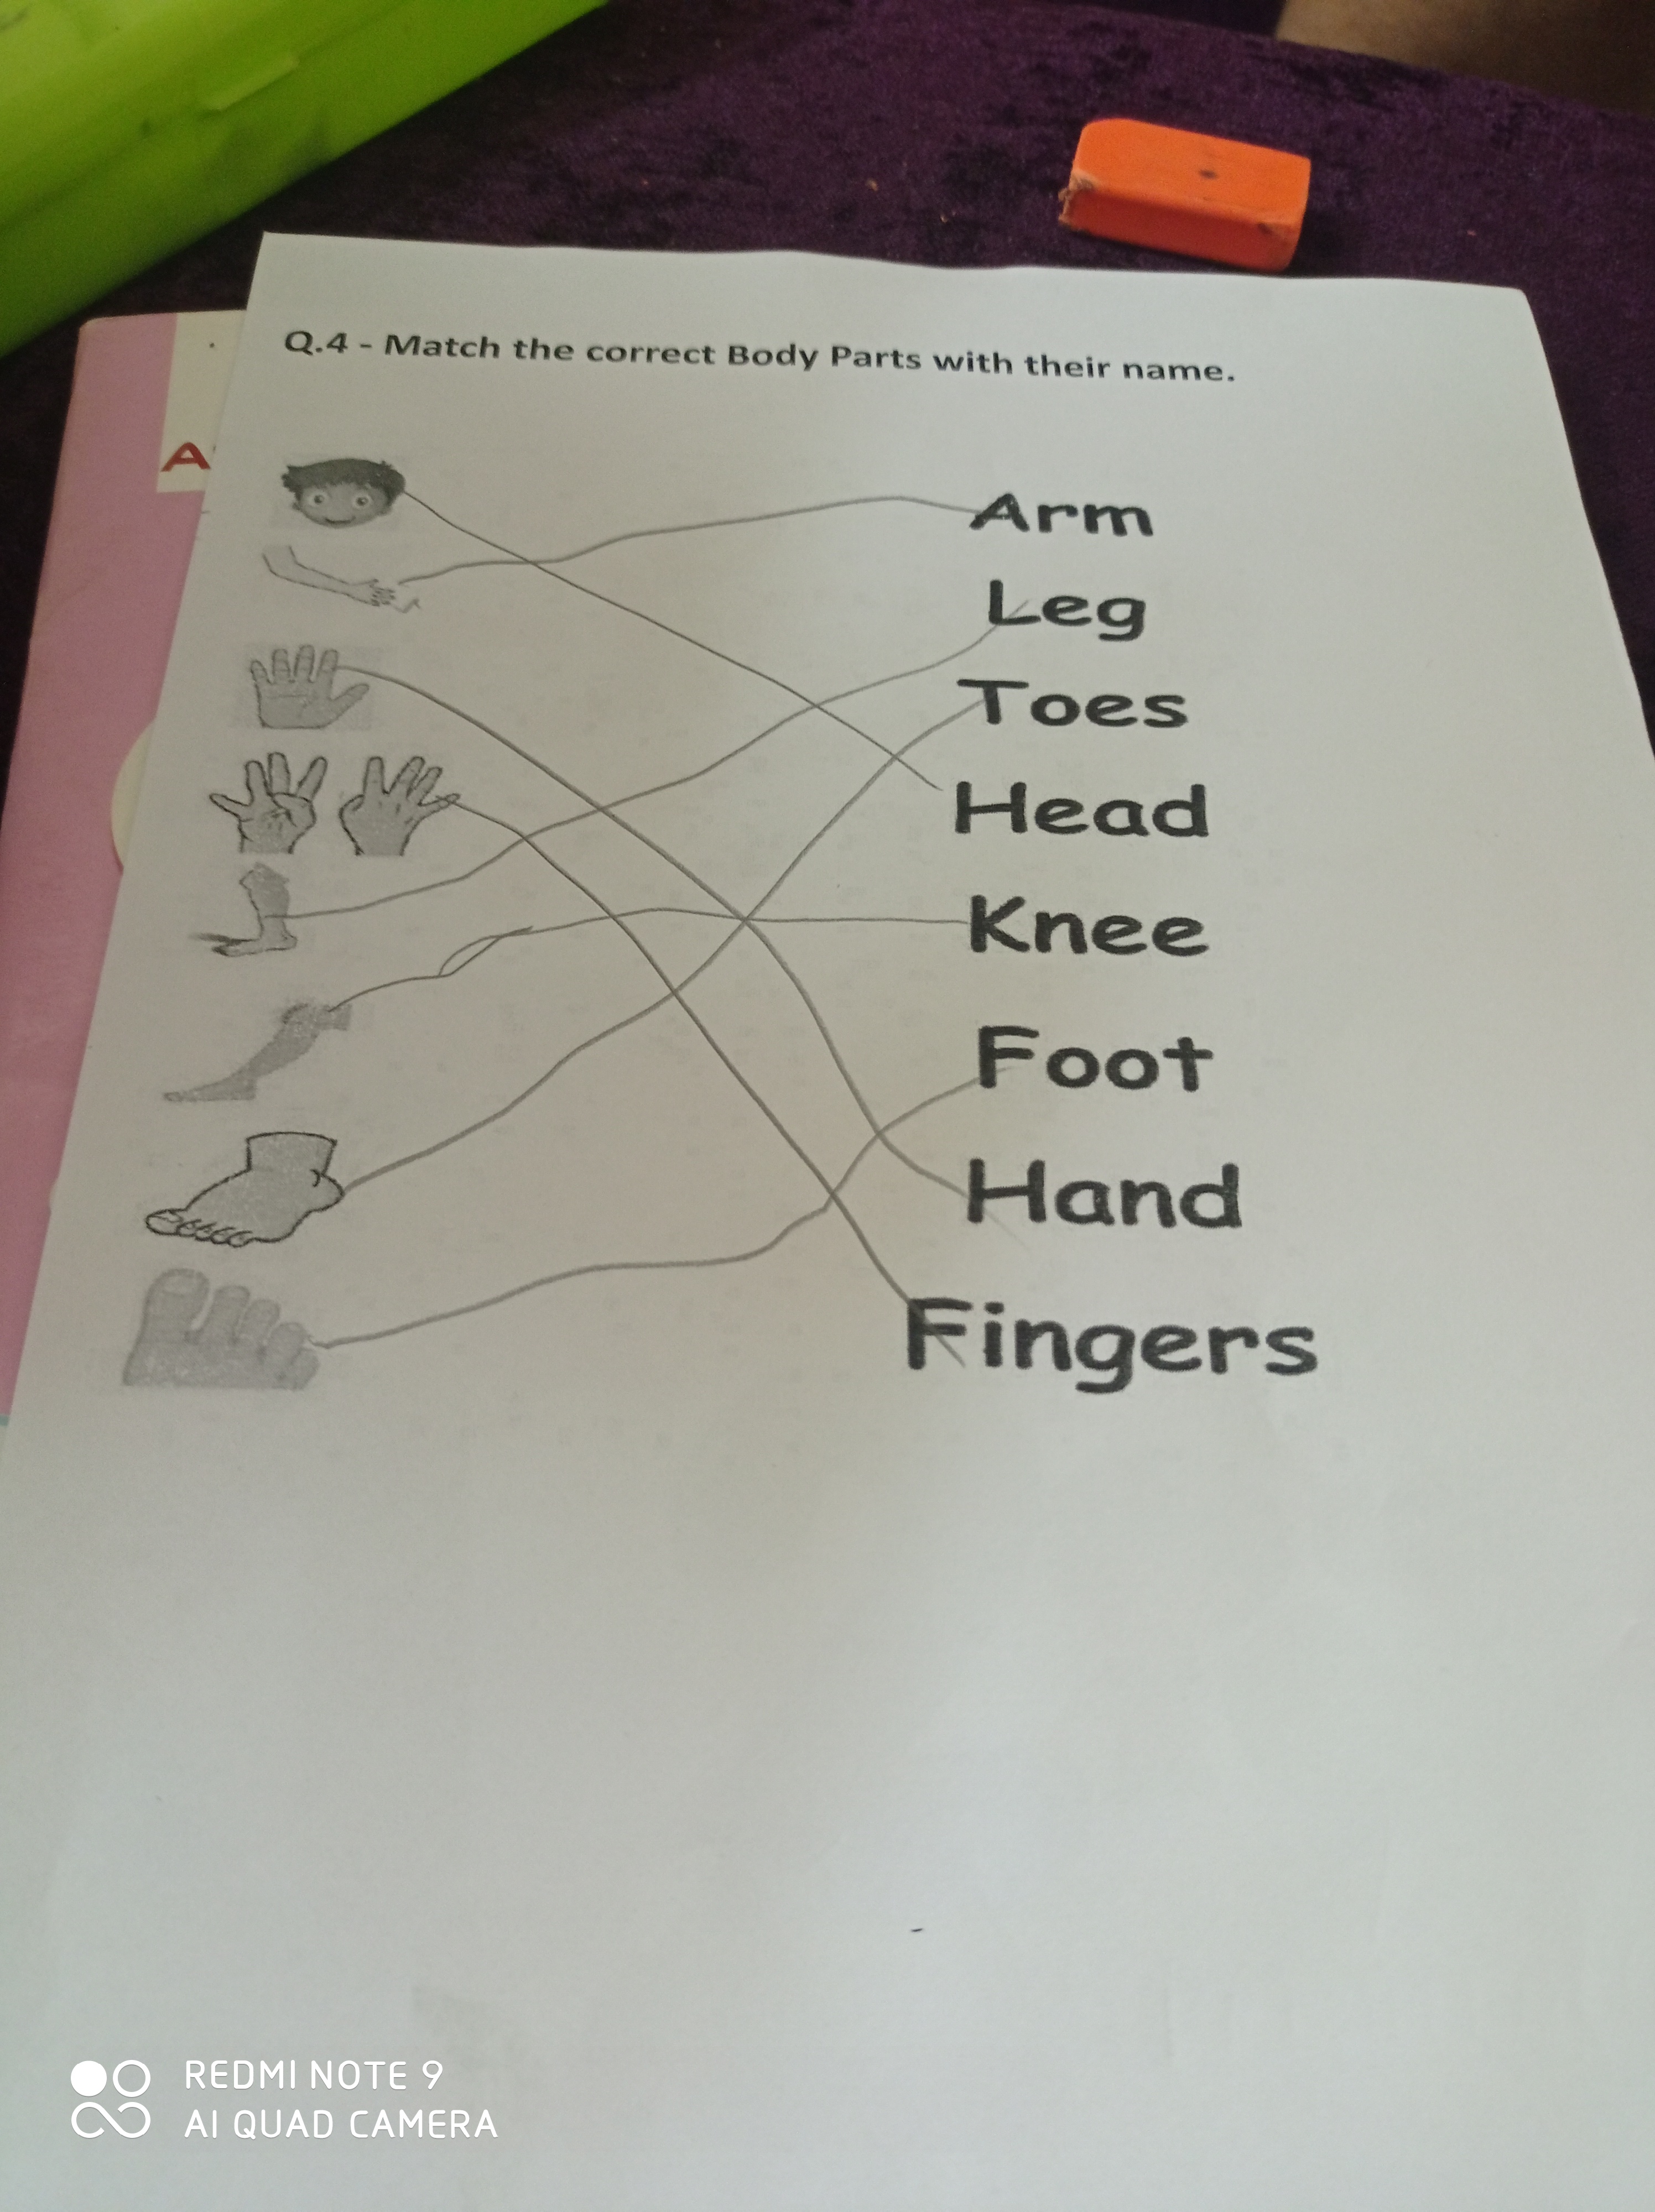 Q.4 - Match the correct Body Parts with their name.
A
Arm
Leg
Toes
Head
Knee
Foot
Hand
Fingers
REDMI NOTE 9
AI QUAD CAMERA